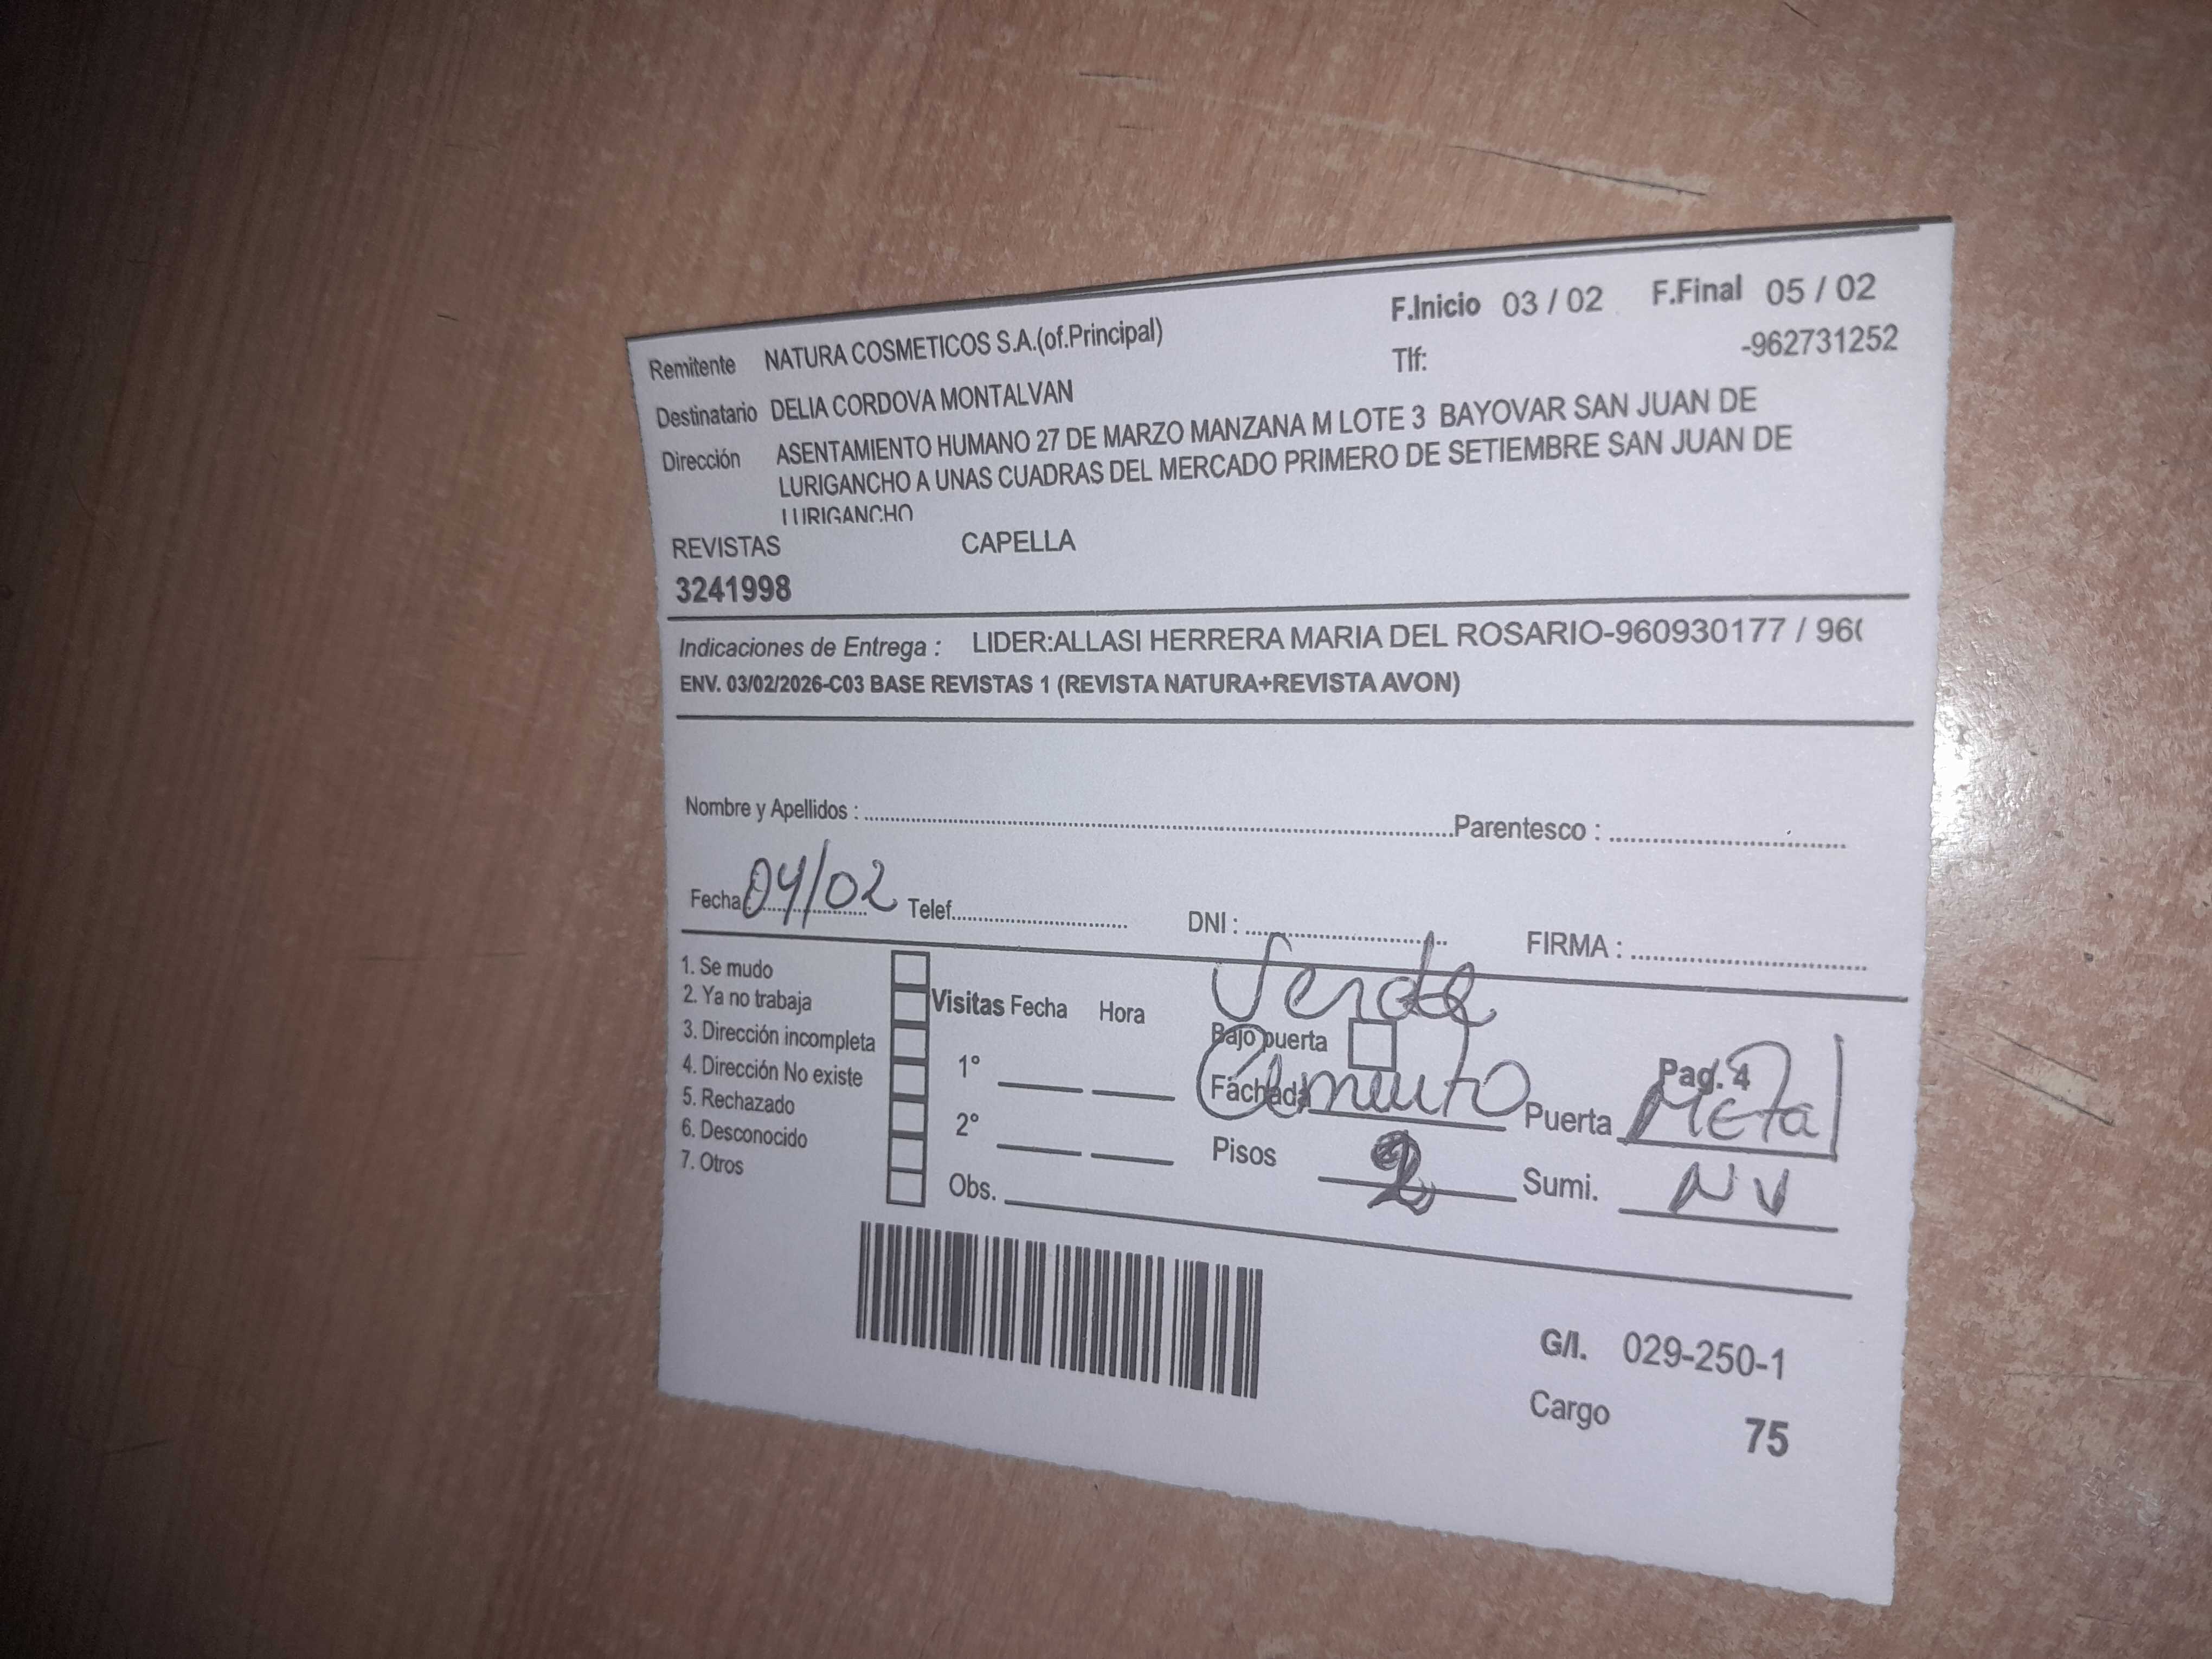 F.Inicio 03 / 02 F.Final 05 / 02
Remitente NATURA COSMETICOS S.A.(of.Principal) Tlf: -962731252
Destinatario DELIA CORDOVA MONTALVAN
Dirección ASENTAMIENTO HUMANO 27 DE MARZO MANZANA M LOTE 3 BAYOVAR SAN JUAN DE
LURIGANCHO A UNAS CUADRAS DEL MERCADO PRIMERO DE SETIEMBRE SAN JUAN DE
LURIGANCHO
REVISTAS CAPELLA
3241998
Indicaciones de Entrega : LIDER:ALLASI HERRERA MARIA DEL ROSARIO-960930177 / 96(
ENV. 03/02/2026-C03 BASE REVISTAS 1 (REVISTA NATURA+REVISTA AVON)
Nombre y Apellidos : Parentesco :
Fecha: 04/02 Telef. DNI : FIRMA :
1. Se mudo
2. Ya no trabaja
3. Dirección incompleta
4. Dirección No existe
5. Rechazado
6. Desconocido
7. Otros
Visitas Fecha Hora
1°
2°
Obs.
Verde
Bajo puerta
Pag. 4
Fachada Cemento Puerta Metal
Pisos 2 Sumi. NV
G/I. 029-250-1
Cargo 75